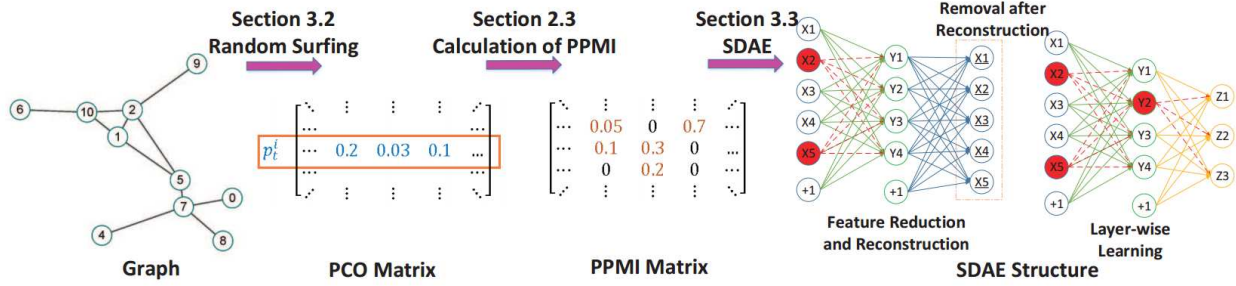 Section 3.2
Random Surfing
Section 2.3
Calculation of PPMI
Section 3.3
SDAE
Removal after
Reconstruction
9
6
10
2
1
5
7
0
4
8
Graph
⋱ ⋮ ⋮ ⋮ ⋰
... ...
p_t^i ... 0.2 0.03 0.1 ...
... ...
⋰ ⋮ ⋮ ⋮ ⋱
PCO Matrix
⋱ ⋮ ⋮ ⋮ ⋰
... 0.05 0 0.7 ...
... 0.1 0.3 0 ...
... 0 0.2 0 ...
⋰ ⋮ ⋮ ⋮ ⋱
PPMI Matrix
X1
X2
X3
X4
X5
+1
Y1
Y2
Y3
Y4
+1
X1
X2
X3
X4
X5
Feature Reduction
and Reconstruction
X1
X2
X3
X4
X5
+1
Y1
Y2
Y3
Y4
+1
Z1
Z2
Z3
Layer-wise
Learning
SDAE Structure